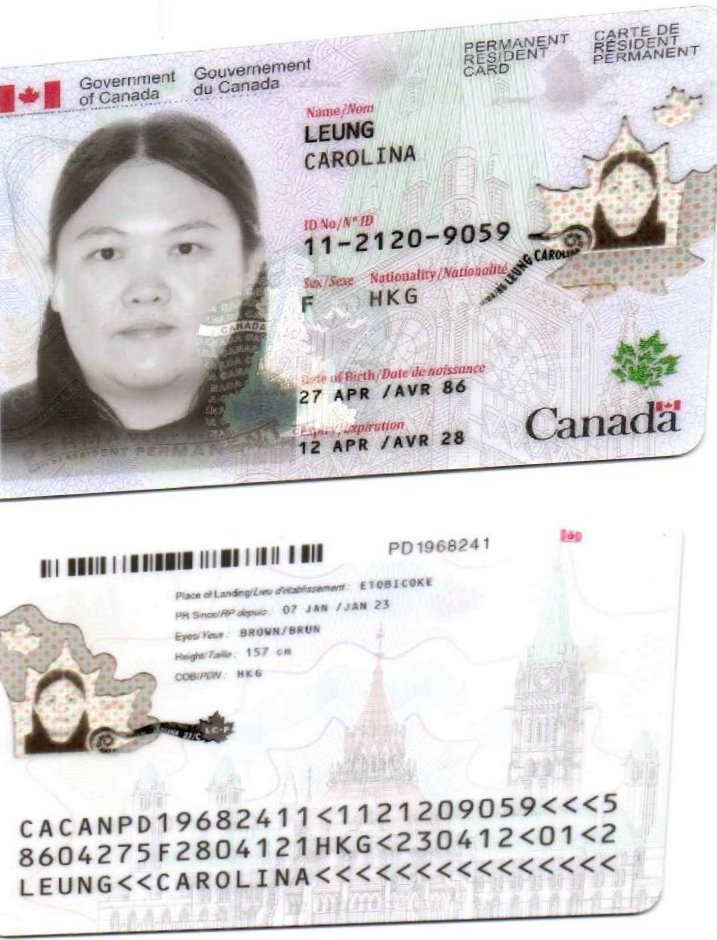 Government of Canada
Gouvernement du Canada
PERMANENT RESIDENT CARD
CARTE DE RÉSIDENT PERMANENT
Name/Nom
LEUNG
CAROLINA
ID No/Nº ID
11-2120-9059
Sex/Sexe Nationality/Nationalité
F HKG
Date of Birth/Date de naissance
27 APR /AVR 86
Expiry/Expiration
12 APR /AVR 28
CANADA
LEUNG CAROL
Canada
PD1968241
Place of Landing/Lieu d'établissement: ETOBICOKE
PR Since/RP depuis: 07 JAN /JAN 23
Eyes/Yeux: BROWN/BRUN
Height/Taille: 157 cm
COB/PDN: HKG
CACANPD19682411<1121209059<<<5
8604275F2804121HKG<230412<01<2
LEUNG<<CAROLINA<<<<<<<<<<<<<<<